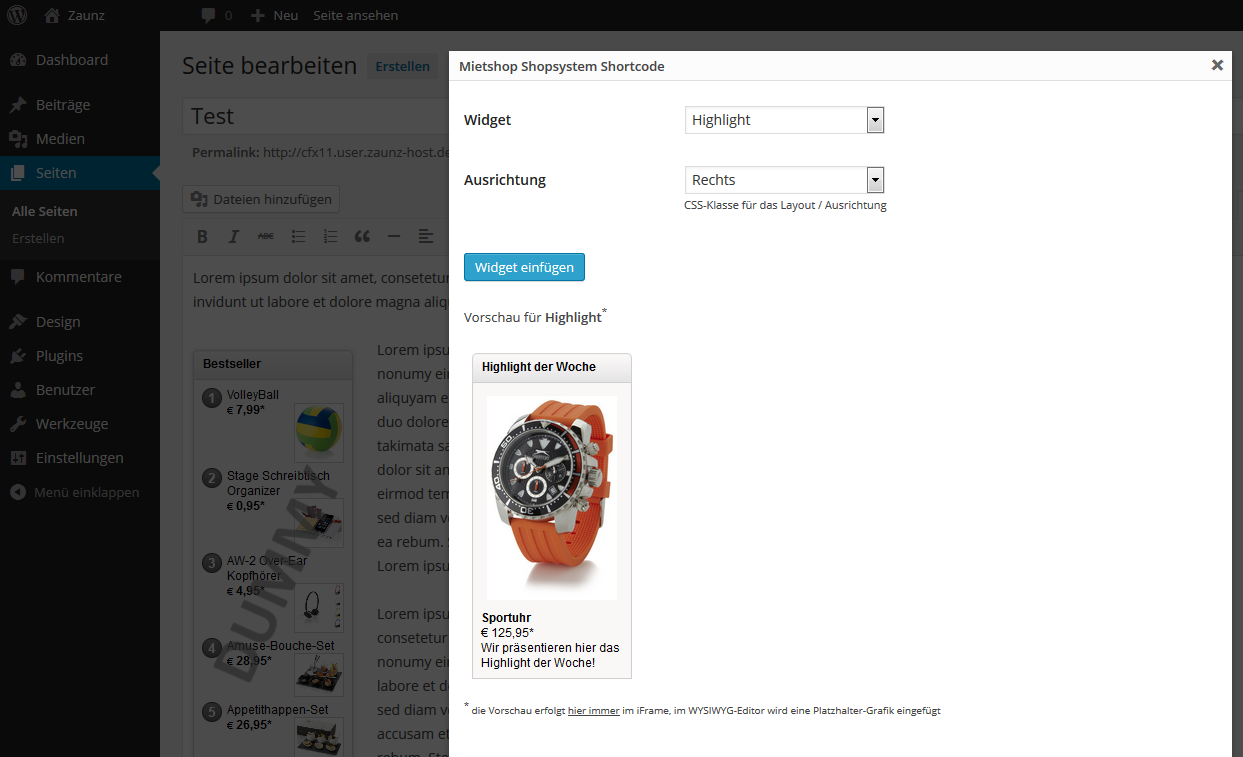 Zaunz
0
Neu
Seite ansehen
Dashboard
Beiträge
Medien
Seiten
Alle Seiten
Erstellen
Kommentare
Design
Plugins
Benutzer
Werkzeuge
Einstellungen
Menü einklappen
Seite bearbeiten
Erstellen
Test
Permalink: http://cfx11.user.zaunz-host.de
Dateien hinzufügen
B I ABC
Lorem ipsum dolor sit amet, consetetur
invidunt ut labore et dolore magna aliq
Bestseller
1 VolleyBall
€ 7,99*
2 Stage Schreibtisch
Organizer
€ 0,95*
3 AW-2 Over-Ear
Kopfhörer
€ 4,95*
4 Amuse-Bouche-Set
€ 28,95*
5 Appetithappen-Set
€ 26,95*
DUMMY
Lorem ipsu
nonumy ei
aliquyam e
duo dolore
takimata sa
dolor sit am
eirmod tem
sed diam v
ea rebum. S
Lorem ipsu
Lorem ipsu
consetetur
nonumy ei
labore et d
sed diam v
accusam et
rebum. Ste
Mietshop Shopsystem Shortcode
Widget
Highlight
Ausrichtung
Rechts
CSS-Klasse für das Layout / Ausrichtung
Widget einfügen
Vorschau für Highlight*
Highlight der Woche
Sportuhr
€ 125,95*
Wir präsentieren hier das
Highlight der Woche!
* die Vorschau erfolgt hier immer im iFrame, im WYSIWYG-Editor wird eine Platzhalter-Grafik eingefügt